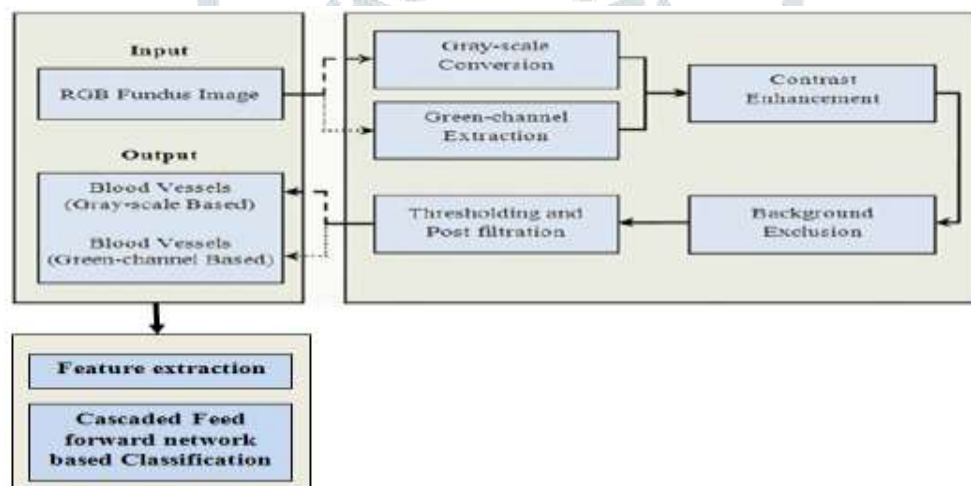 Input
RGB Fundus Image
Output
Blood Vessels
(Gray-scale Based)
Blood Vessels
(Green-channel Based)
Gray-scale
Conversion
Green-channel
Extraction
Contrast
Enhancement
Background
Exclusion
Thresholding and
Post filtration
Feature extraction
Cascaded Feed
forward network
based Classification